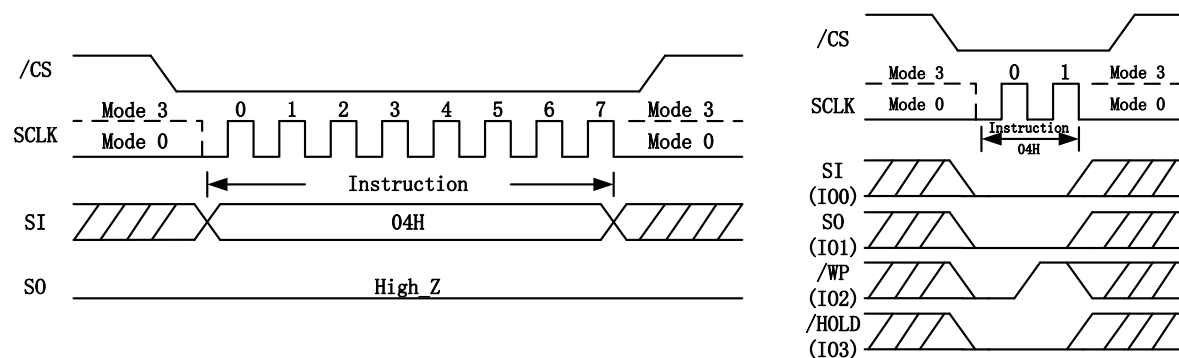 /CS
Mode 3 0 1 2 3 4 5 6 7 Mode 3
SCLK
Mode 0 Mode 0
Instruction
SI 04H
SO High_Z
/CS
Mode 3 0 1 Mode 3
SCLK Mode 0 Mode 0
Instruction
04H
SI
(IO0)
SO
(IO1)
/WP
(IO2)
/HOLD
(IO3)